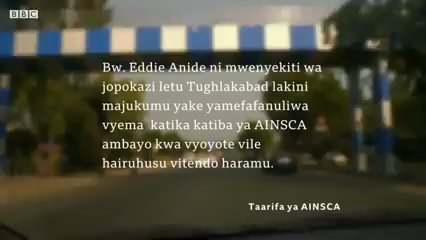 BBC
Bw. Eddie Anide ni mwenyekiti wa
jopokazi letu Tughlakabad lakini
majukumu yake yamefafanuliwa
vyema katika katiba ya AINSCA
ambayo kwa vyoyote vile
hairuhusu vitendo haramu.
Taarifa ya AINSCA